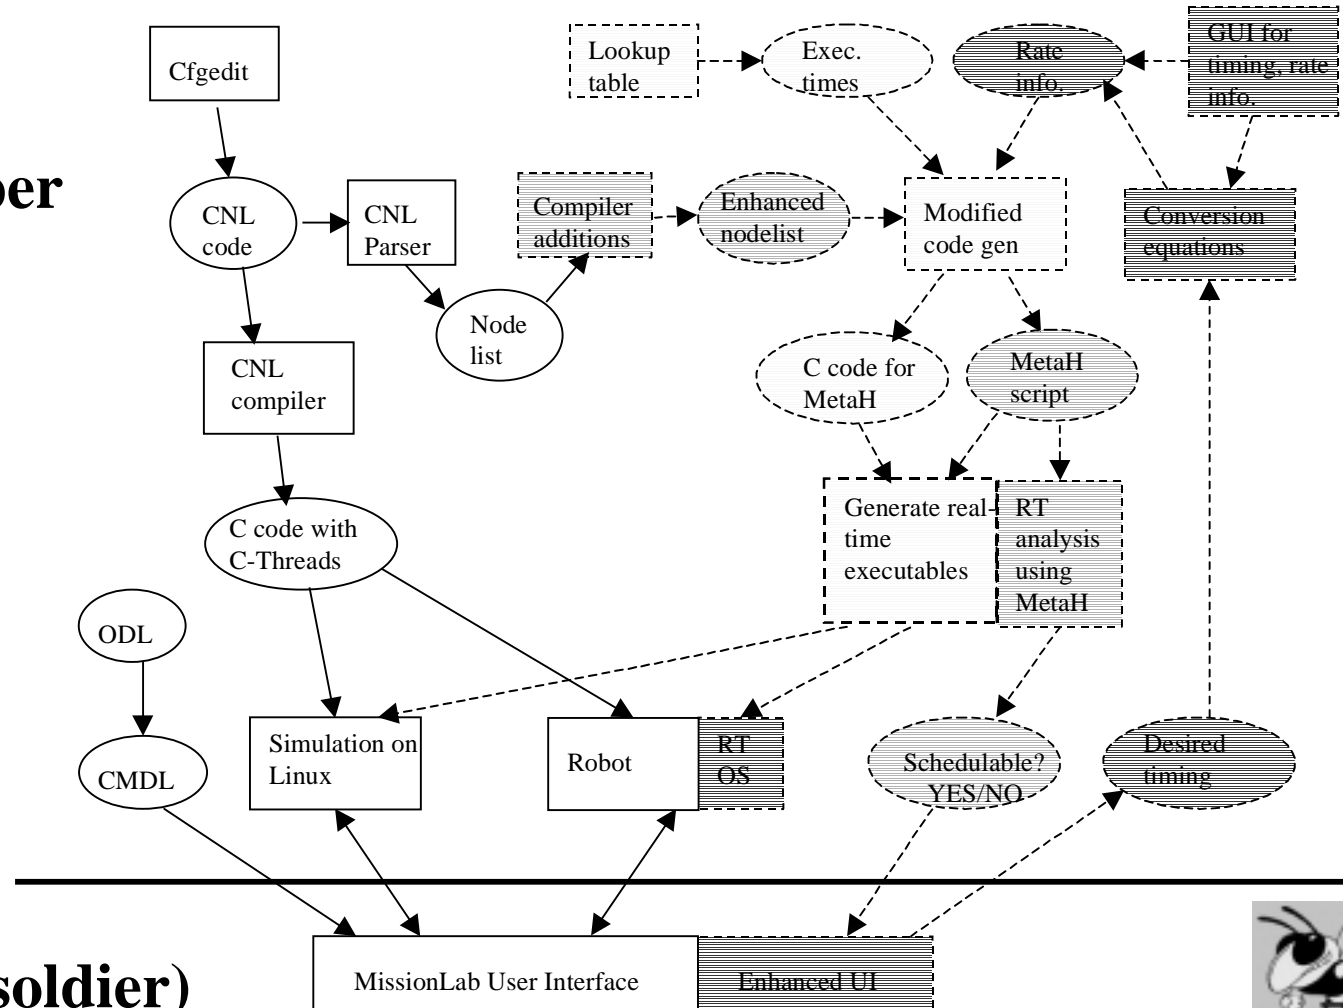 Cfgedit
Lookup
table
Exec.
times
Rate
info.
GUI for
timing, rate
info.
CNL
code
CNL
Parser
Compiler
additions
Enhanced
nodelist
Modified
code gen
Conversion
equations
Node
list
CNL
compiler
C code for
MetaH
MetaH
script
C code with
C-Threads
Generate real-
time
executables
RT
analysis
using
MetaH
ODL
CMDL
Simulation on
Linux
Robot
RT
OS
Schedulable?
YES/NO
Desired
timing
MissionLab User Interface
Enhanced UI
soldier)